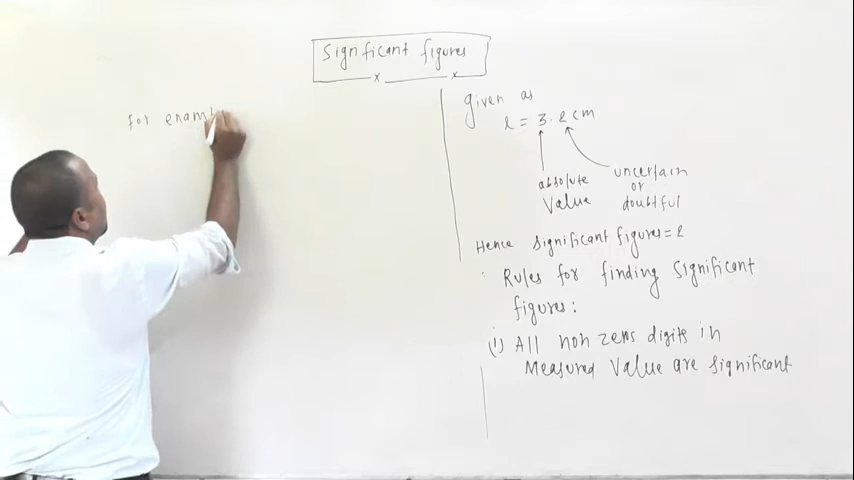 Significant figures
for exam
given as
l = 3.2 cm
absolute
value
uncertain
or
doubtful
Hence significant figures = 2
Rules for finding significant
figures:
(i) All non zero digits in
Measured Value are significant